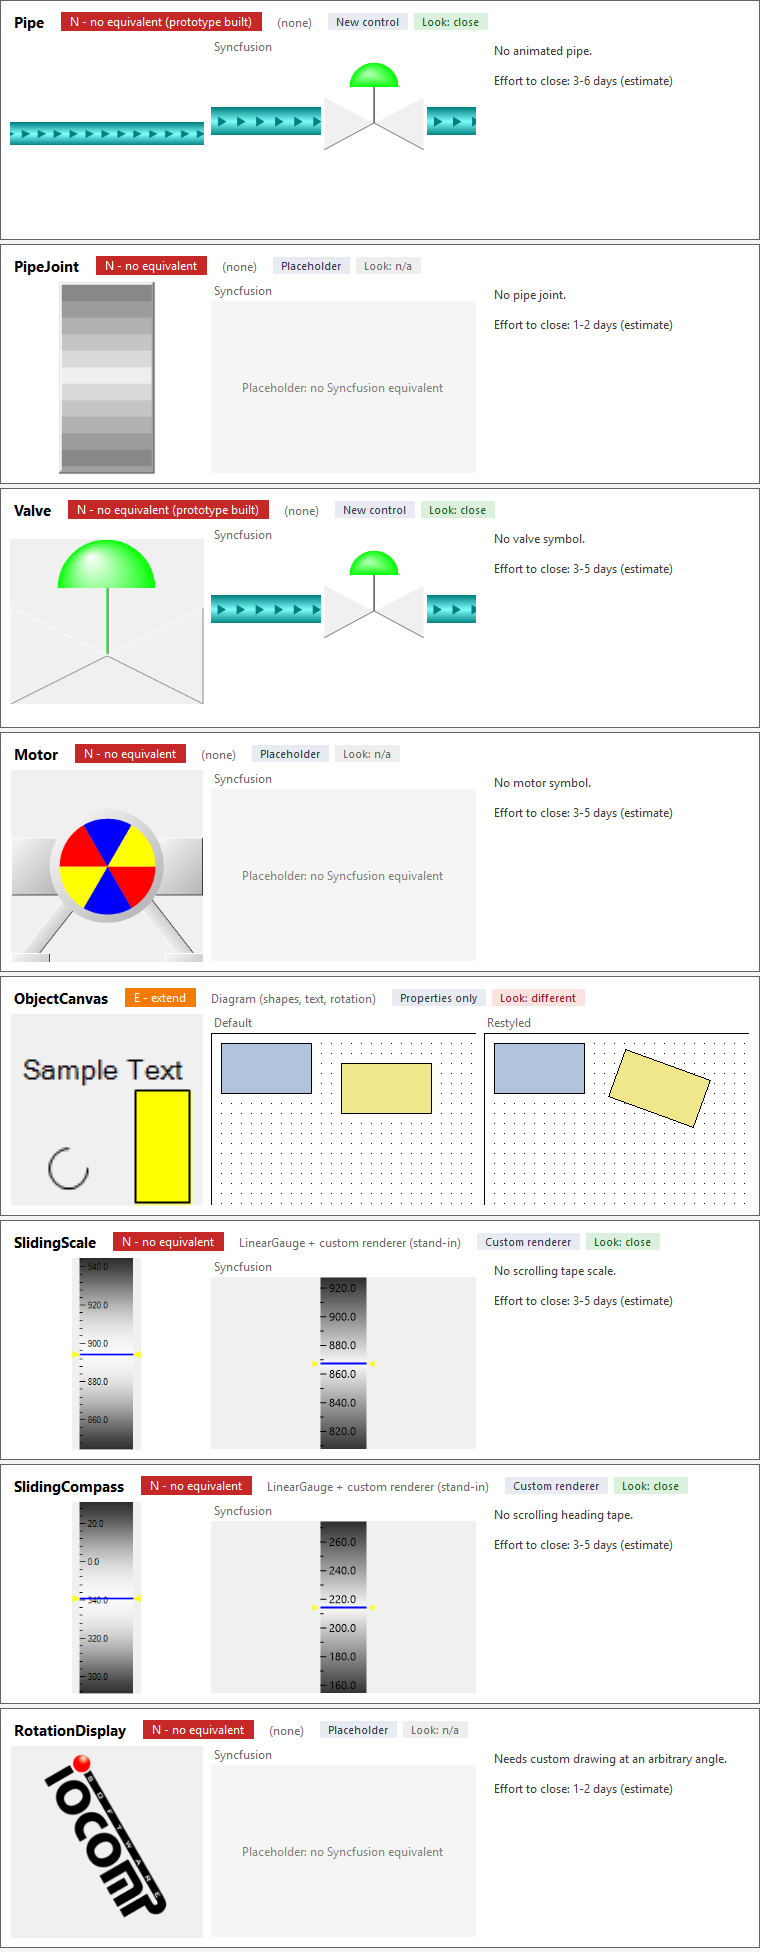 Pipe N - no equivalent (prototype built) (none) New control Look: close
Syncfusion
No animated pipe.
Effort to close: 3-6 days (estimate)
PipeJoint N - no equivalent (none) Placeholder Look: n/a
Syncfusion
No pipe joint.
Effort to close: 1-2 days (estimate)
Placeholder: no Syncfusion equivalent
Valve N - no equivalent (prototype built) (none) New control Look: close
Syncfusion
No valve symbol.
Effort to close: 3-5 days (estimate)
Motor N - no equivalent (none) Placeholder Look: n/a
Syncfusion
No motor symbol.
Effort to close: 3-5 days (estimate)
Placeholder: no Syncfusion equivalent
ObjectCanvas E - extend Diagram (shapes, text, rotation) Properties only Look: different
Default
Restyled
Sample Text
SlidingScale N - no equivalent LinearGauge + custom renderer (stand-in) Custom renderer Look: close
Syncfusion
No scrolling tape scale.
Effort to close: 3-5 days (estimate)
940.0
920.0
900.0
880.0
860.0
920.0
900.0
880.0
860.0
840.0
820.0
SlidingCompass N - no equivalent LinearGauge + custom renderer (stand-in) Custom renderer Look: close
Syncfusion
No scrolling heading tape.
Effort to close: 3-5 days (estimate)
20.0
0.0
340.0
320.0
300.0
260.0
240.0
220.0
200.0
180.0
160.0
RotationDisplay N - no equivalent (none) Placeholder Look: n/a
Syncfusion
Needs custom drawing at an arbitrary angle.
Effort to close: 1-2 days (estimate)
SOFTWARE
IOCOMP
Placeholder: no Syncfusion equivalent